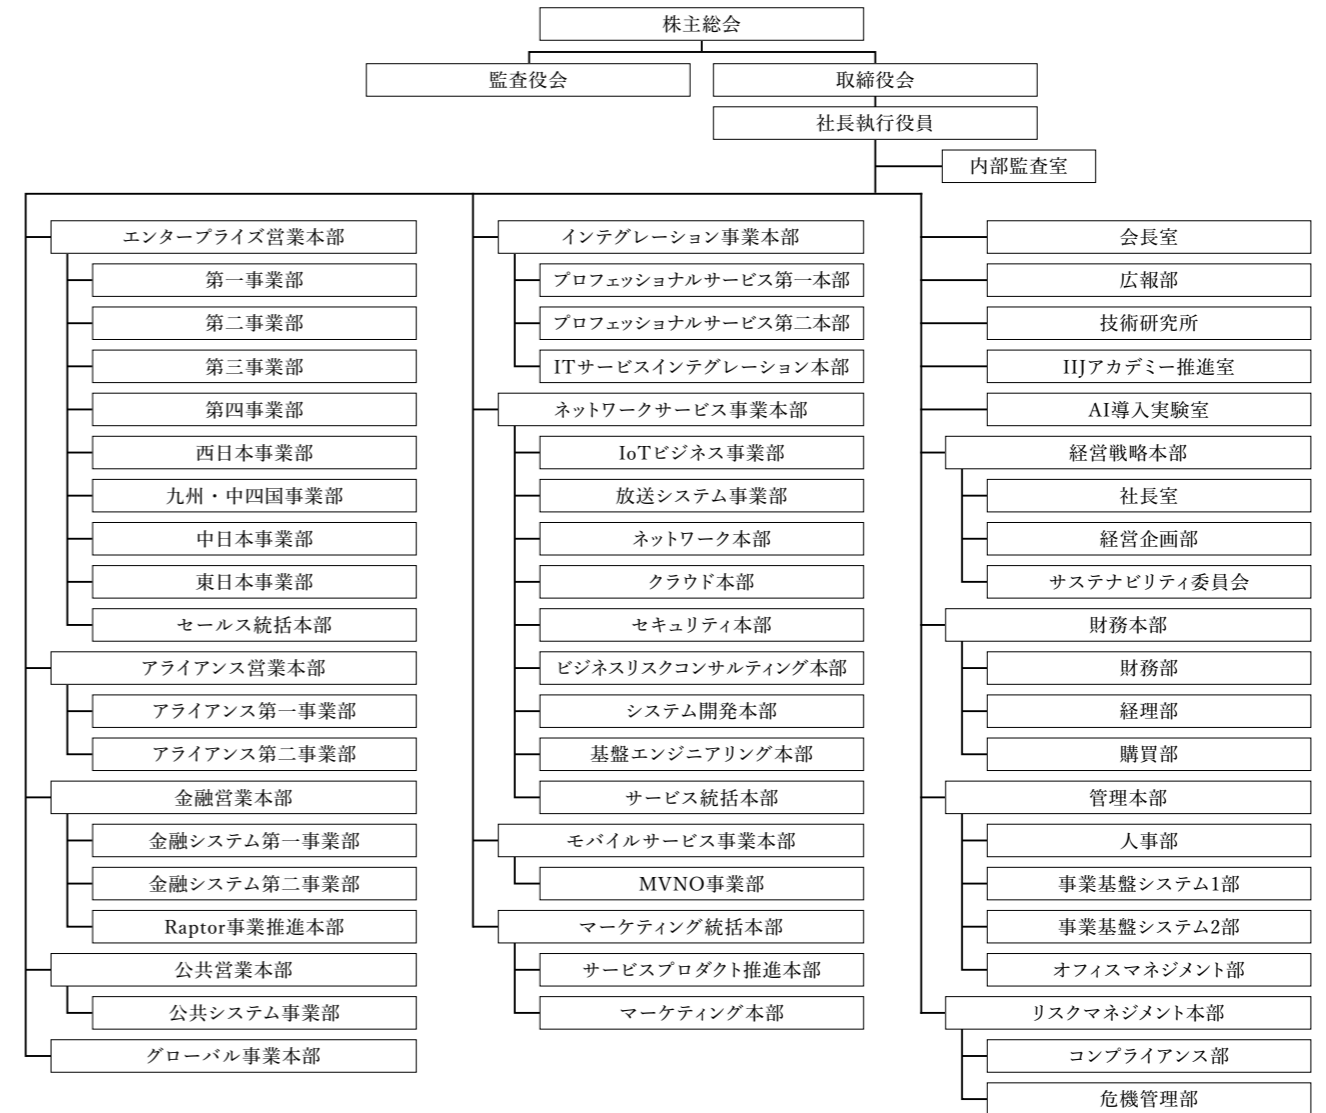 株主総会
監査役会
取締役会
社長執行役員
内部監査室
エンタープライズ営業本部
第一事業部
第二事業部
第三事業部
第四事業部
西日本事業部
九州・中四国事業部
中日本事業部
東日本事業部
セールス統括本部
アライアンス営業本部
アライアンス第一事業部
アライアンス第二事業部
金融営業本部
金融システム第一事業部
金融システム第二事業部
Raptor事業推進本部
公共営業本部
公共システム事業部
グローバル事業本部
インテグレーション事業本部
プロフェッショナルサービス第一本部
プロフェッショナルサービス第二本部
ITサービスインテグレーション本部
ネットワークサービス事業本部
IoTビジネス事業部
放送システム事業部
ネットワーク本部
クラウド本部
セキュリティ本部
ビジネスリスクコンサルティング本部
システム開発本部
基盤エンジニアリング本部
サービス統括本部
モバイルサービス事業本部
MVNO事業部
マーケティング統括本部
サービスプロダクト推進本部
マーケティング本部
会長室
広報部
技術研究所
IIJアカデミー推進室
AI導入実験室
経営戦略本部
社長室
経営企画部
サステナビリティ委員会
財務本部
財務部
経理部
購買部
管理本部
人事部
事業基盤システム1部
事業基盤システム2部
オフィスマネジメント部
リスクマネジメント本部
コンプライアンス部
危機管理部